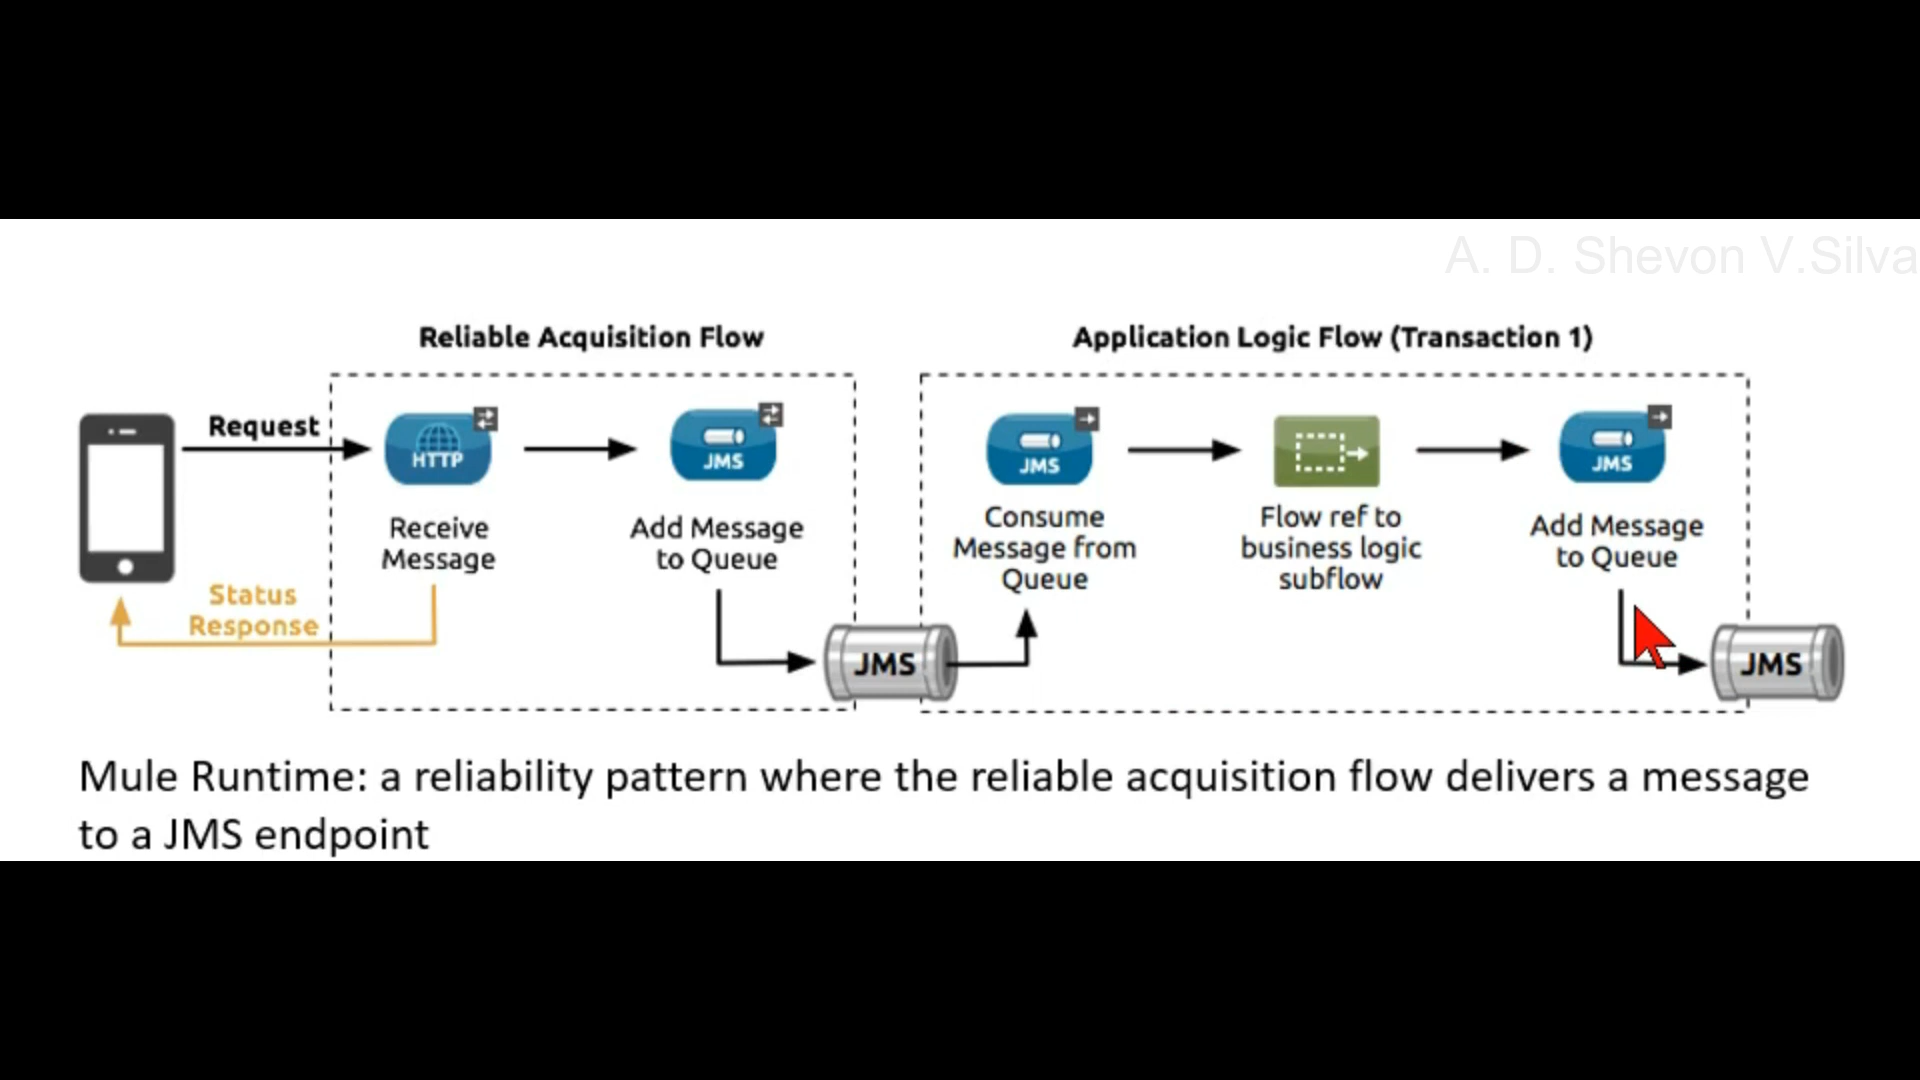 A. D. Shevon V.Silva
Reliable Acquisition Flow
Application Logic Flow (Transaction 1)
Request
HTTP
JMS
JMS
JMS
Receive
Message
Add Message
to Queue
Consume
Message from
Queue
Flow ref to
business logic
subflow
Add Message
to Queue
Status
Response
JMS
JMS
Mule Runtime: a reliability pattern where the reliable acquisition flow delivers a message
to a JMS endpoint